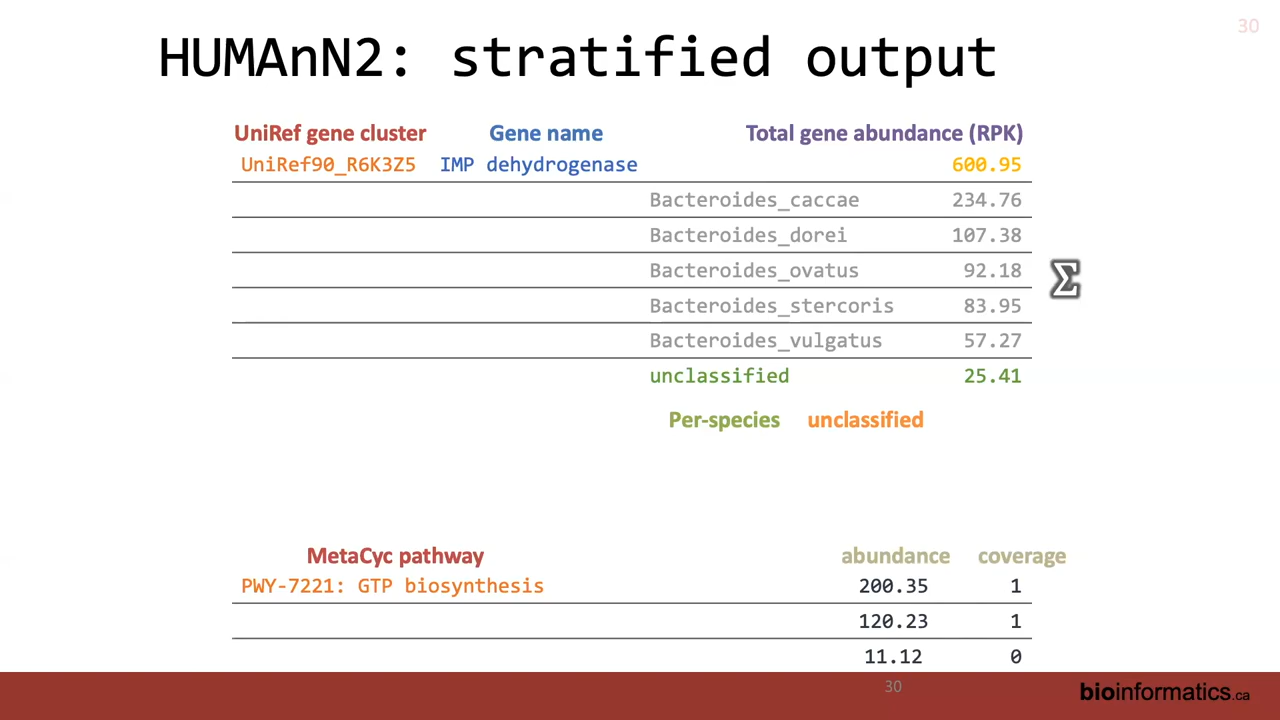 30
HUMAnN2: stratified output
UniRef gene cluster Gene name Total gene abundance (RPK)
UniRef90_R6K3Z5 IMP dehydrogenase 600.95
Bacteroides_caccae 234.76
Bacteroides_dorei 107.38
Bacteroides_ovatus 92.18
Σ
Bacteroides_stercoris 83.95
Bacteroides_vulgatus 57.27
unclassified 25.41
Per-species unclassified
MetaCyc pathway abundance coverage
PWY-7221: GTP biosynthesis 200.35 1
120.23 1
11.12 0
30
bioinformatics.ca